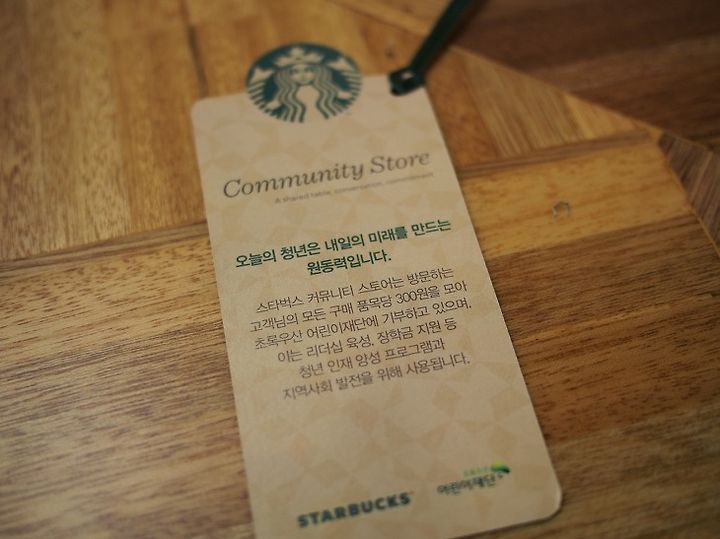 Community Store
A shared table, conversation, commitment
오늘의 청년은 내일의 미래를 만드는
원동력입니다.
스타벅스 커뮤니티 스토어는 방문하는
고객님의 모든 구매 품목당 300원을 모아
초록우산 어린이재단에 기부하고 있으며,
이는 리더십 육성, 장학금 지원 등
청년 인재 양성 프로그램과
지역사회 발전을 위해 사용됩니다.
초록우산
어린이재단
STARBUCKS